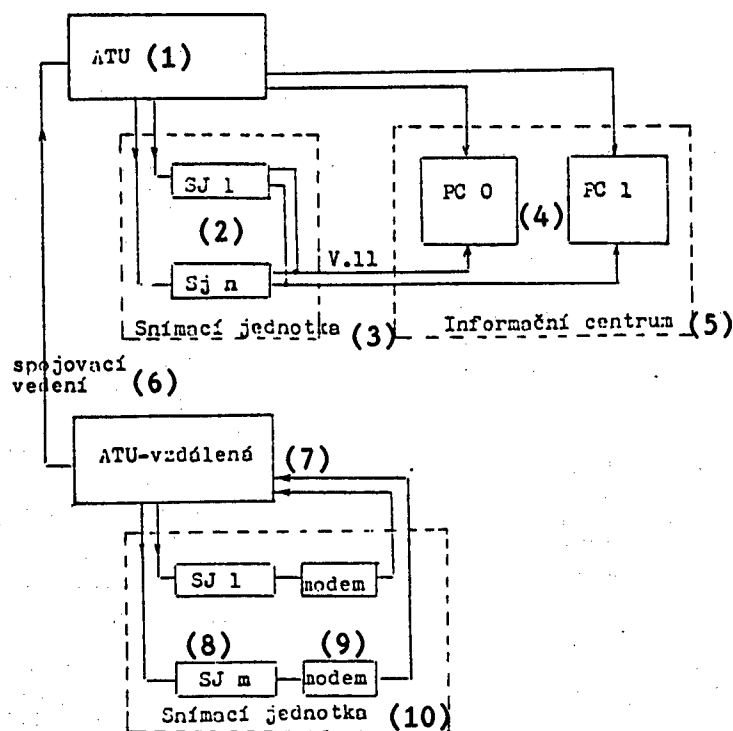 ATU (1)
SJ 1
(2)
Sj n
V.11
PC 0
(4)
PC 1
Snímací jednotka (3)
Informační centrum (5)
spojovací
vedení (6)
ATU-vzdálená (7)
SJ 1
modem
(8)
(9)
SJ m
modem
Snímací jednotka (10)